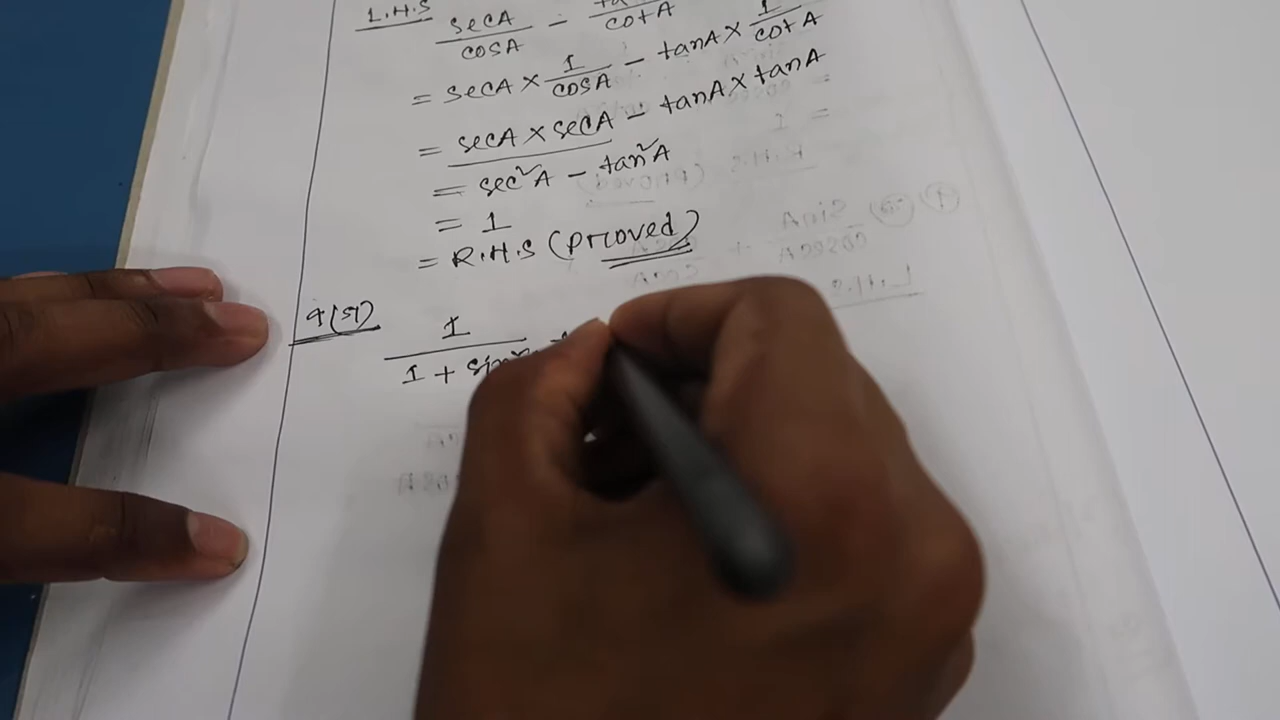 L.H.S secA/cosA - tanA/cotA
= secA × 1/cosA - tanA × 1/cotA
= secA × secA - tanA × tanA
= sec²A - tan²A
= 1
= R.H.S (proved)
1/1 + sin²